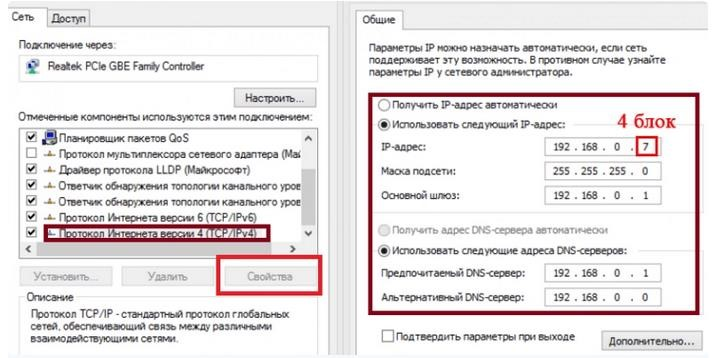 Сеть Доступ
Подключение через:
Realtek PCIe GBE Family Controller
Настроить...
Отмеченные компоненты используются этим подключением:
Планировщик пакетов QoS
Протокол мультиплексора сетевого адаптера (Ма
Драйвер протокола LLDP (Майкрософт)
Ответчик обнаружения топологии канального уров
Ответчик обнаружения топологии канального уров
Протокол Интернета версии 6 (TCP/IPv6)
Протокол Интернета версии 4 (TCP/IPv4)
Установить... Удалить Свойства
Описание
Протокол TCP/IP - стандартный протокол глобальных
сетей, обеспечивающий связь между различными
взаимодействующими сетями.
Общие
Параметры IP можно назначать автоматически, если сеть
поддерживает эту возможность. В противном случае узнайте
параметры IP у сетевого администратора.
Получить IP-адрес автоматически
4 блок
Использовать следующий IP-адрес:
IP-адрес: 192 . 168 . 0 . 7
Маска подсети: 255 . 255 . 255 . 0
Основной шлюз: 192 . 168 . 0 . 1
Получить адрес DNS-сервера автоматически
Использовать следующие адреса DNS-серверов:
Предпочитаемый DNS-сервер: 192 . 168 . 0 . 1
Альтернативный DNS-сервер: 192 . 168 . 0 . 0
Подтвердить параметры при выходе Дополнительно...